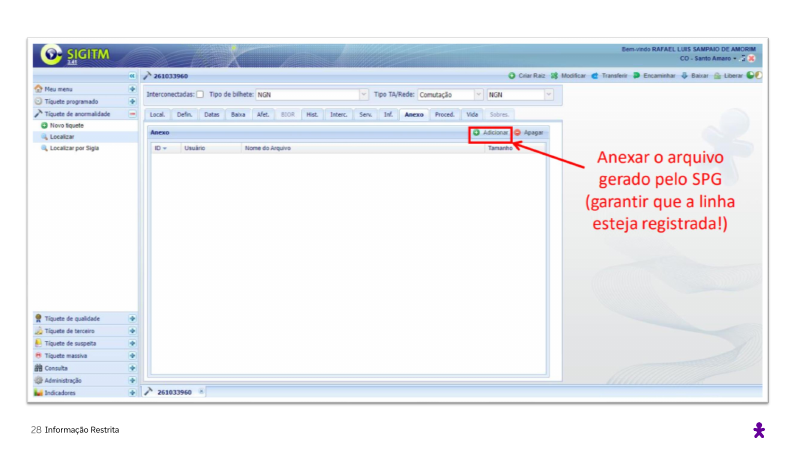 SIGITM
3.41
Bem-vindo RAFAEL LUIS SAMPAIO DE AMORIM
CO - Santo Amaro
261033960
Criar Raiz
Modificar
Transferir
Encaminhar
Baixar
Liberar
Meu menu
Tíquete programado
Tíquete de anormalidade
Novo tíquete
Localizar
Localizar por Sigla
Interconectadas:
Tipo de bilhete: NGN
Tipo TA/Rede: Comutação
NGN
Local. Defin. Datas Baixa Afet. Hist. Interc. Serv. Inf. Anexo Proced. Vida Sobres.
Anexo
Adicionar
Apagar
ID Usuário Nome do Arquivo Tamanho
Anexar o arquivo
gerado pelo SPG
(garantir que a linha
esteja registrada!)
Tíquete de qualidade
Tíquete de terceiro
Tíquete de suspeita
Tíquete massiva
Consulta
Administração
Indicadores
261033960
28 Informação Restrita